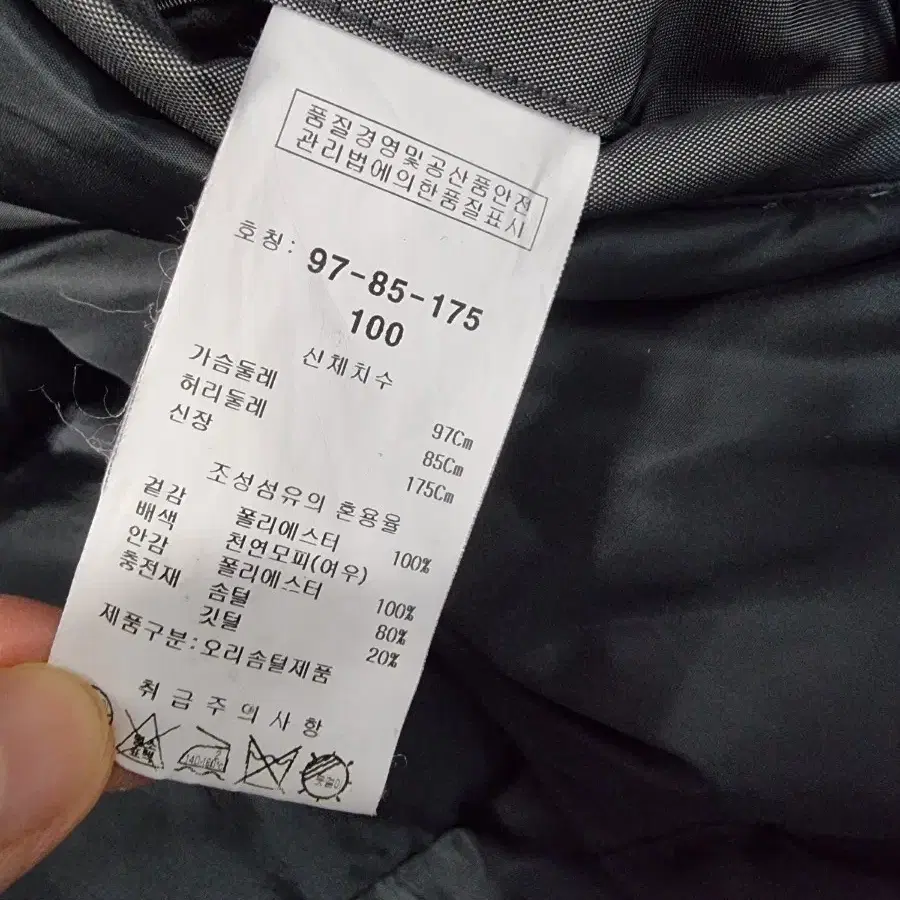 품질경영및공산품안전
관리법에의한품질표시
호칭: 97-85-175
100
신체치수
가슴둘레 97Cm
허리둘레 85Cm
신장 175Cm
조성섬유의 혼용율
겉감 폴리에스터 100%
배색 천연모피(여우)
안감 폴리에스터 100%
충전재 솜털 80%
깃털 20%
제품구분:오리솜털제품
취급주의사항